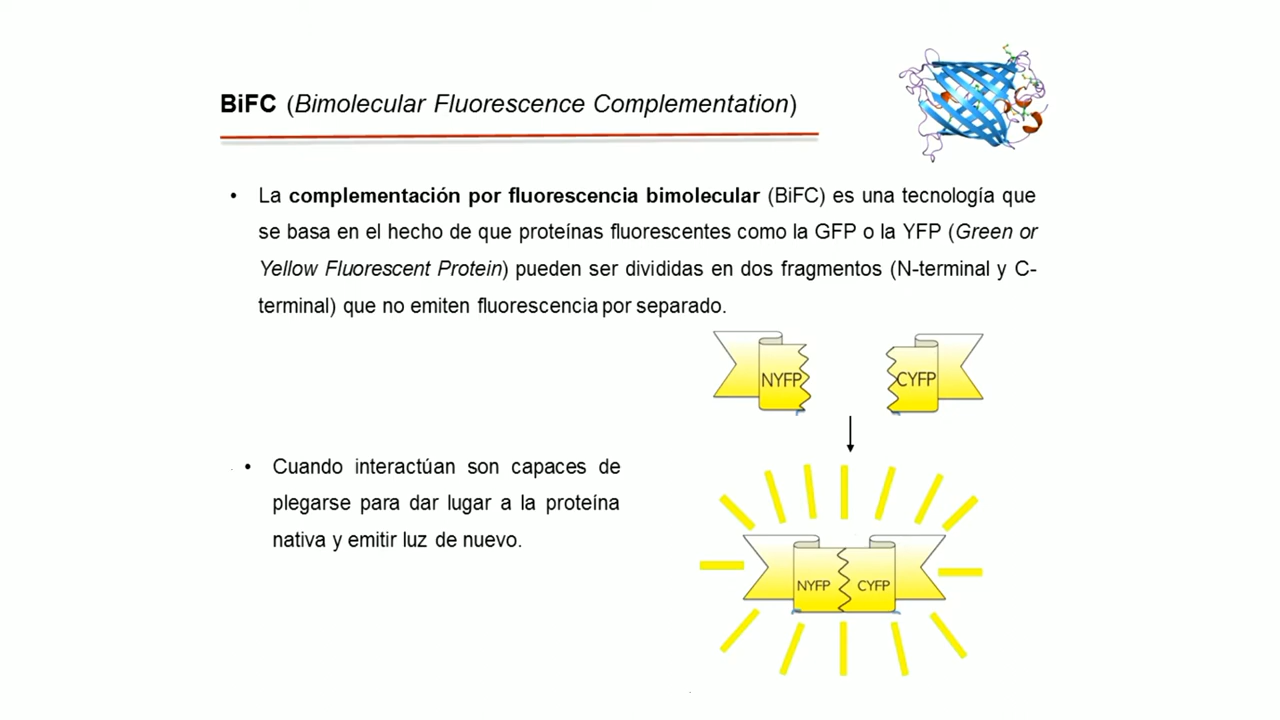 BiFC (Bimolecular Fluorescence Complementation)
• La complementación por fluorescencia bimolecular (BiFC) es una tecnología que
se basa en el hecho de que proteínas fluorescentes como la GFP o la YFP (Green or
Yellow Fluorescent Protein) pueden ser divididas en dos fragmentos (N-terminal y C-
terminal) que no emiten fluorescencia por separado.
NYFP CYFP
• Cuando interactúan son capaces de
plegarse para dar lugar a la proteína
nativa y emitir luz de nuevo.
NYFP CYFP